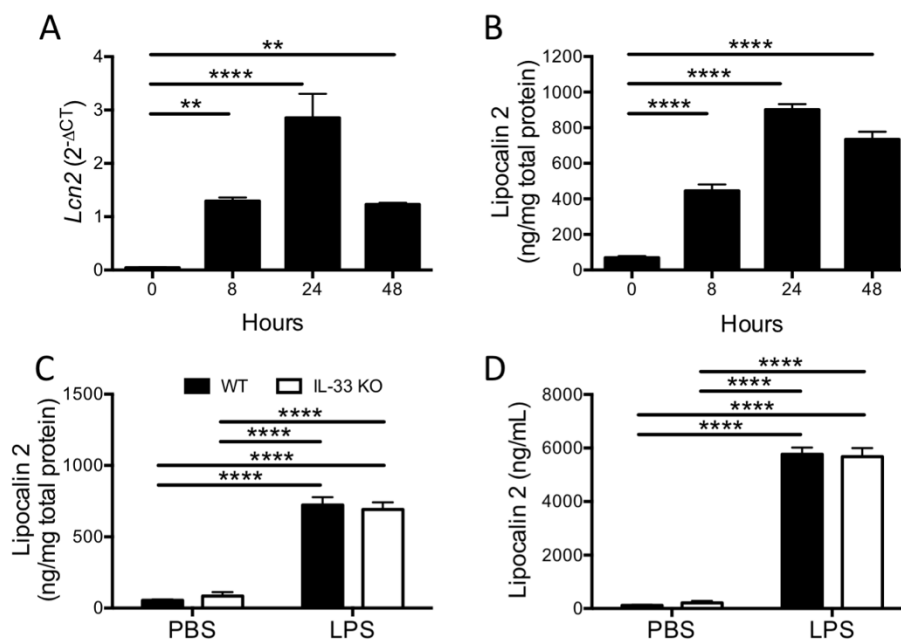 A
Lcn2 (2-ΔCT)
4
3
2
1
0
**
****
**
0 8 24 48
Hours
B
Lipocalin 2
(ng/mg total protein)
1200
1000
800
600
400
200
0
****
****
****
0 8 24 48
Hours
C
WT IL-33 KO
Lipocalin 2
(ng/mg total protein)
1500
1000
500
0
****
****
****
****
PBS LPS
D
Lipocalin 2 (ng/mL)
8000
6000
4000
2000
0
****
****
****
****
PBS LPS